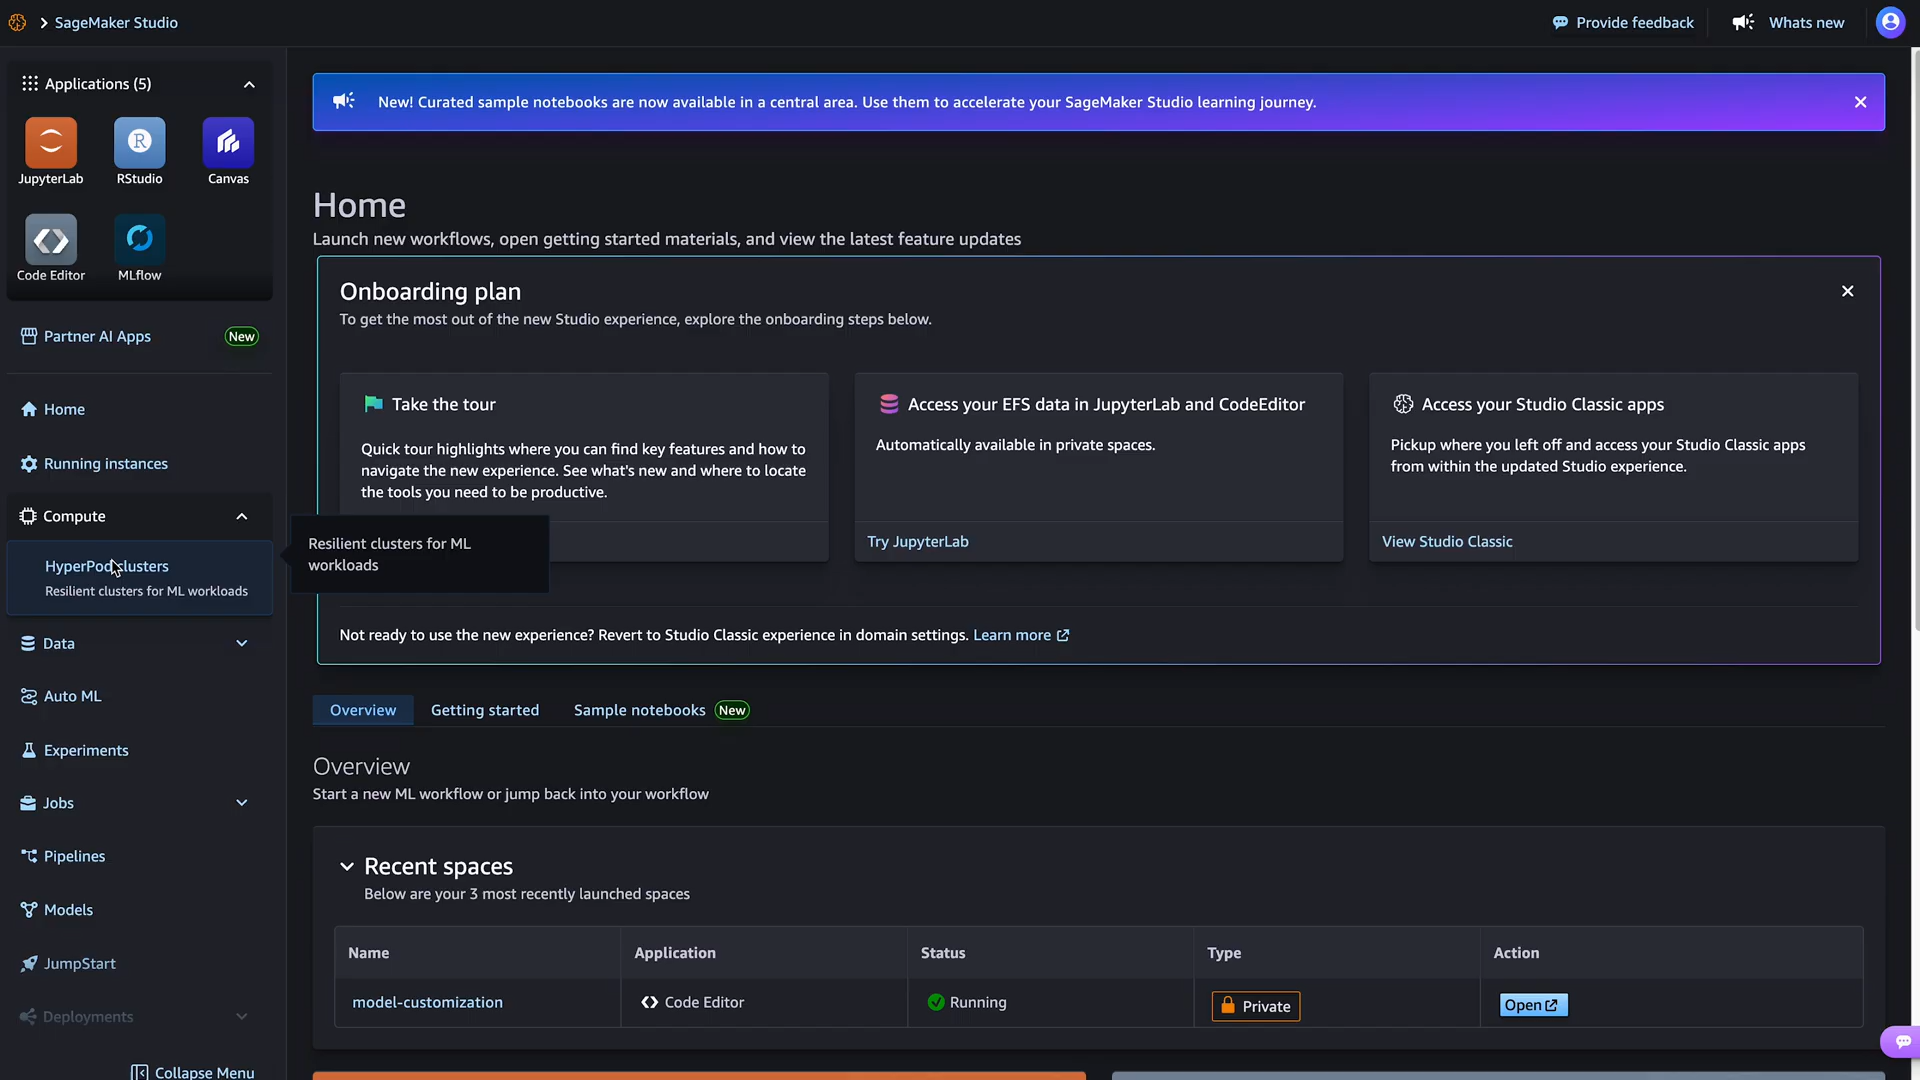 SageMaker Studio
Provide feedback
Whats new
Applications (5)
JupyterLab
RStudio
Canvas
Code Editor
MLflow
Partner AI Apps
New
Home
Running instances
Compute
HyperPod clusters
Resilient clusters for ML workloads
Data
Auto ML
Experiments
Jobs
Pipelines
Models
JumpStart
Deployments
Collapse Menu
New! Curated sample notebooks are now available in a central area. Use them to accelerate your SageMaker Studio learning journey.
Home
Launch new workflows, open getting started materials, and view the latest feature updates
Onboarding plan
To get the most out of the new Studio experience, explore the onboarding steps below.
Take the tour
Quick tour highlights where you can find key features and how to
navigate the new experience. See what's new and where to locate
the tools you need to be productive.
Resilient clusters for ML
workloads
Access your EFS data in JupyterLab and CodeEditor
Automatically available in private spaces.
Try JupyterLab
Access your Studio Classic apps
Pickup where you left off and access your Studio Classic apps
from within the updated Studio experience.
View Studio Classic
Not ready to use the new experience? Revert to Studio Classic experience in domain settings. Learn more
Overview
Getting started
Sample notebooks
New
Overview
Start a new ML workflow or jump back into your workflow
Recent spaces
Below are your 3 most recently launched spaces
Name
Application
Status
Type
Action
model-customization
Code Editor
Running
Private
Open